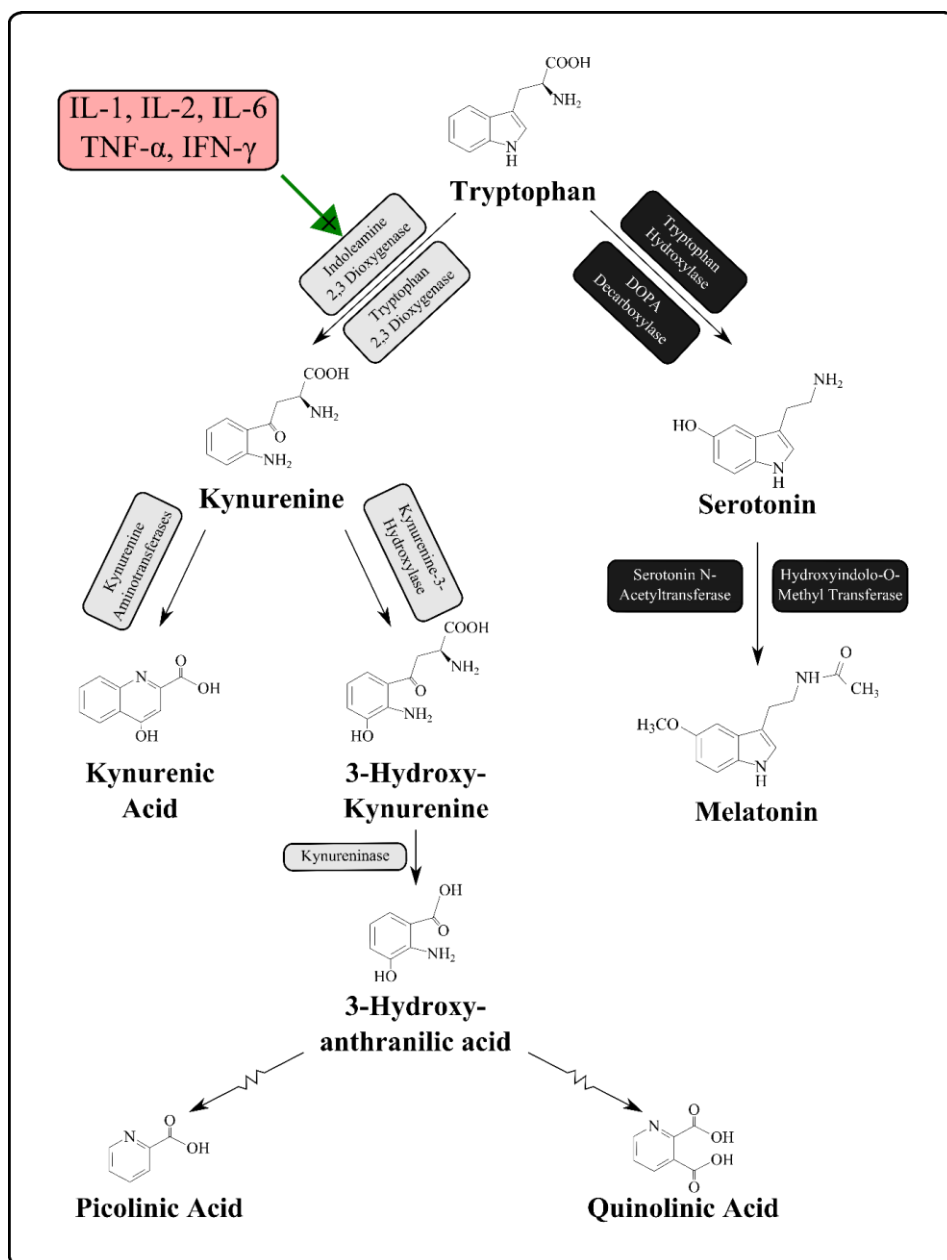 IL-1, IL-2, IL-6
TNF-α, IFN-γ
COOH
NH2
N
H
Tryptophan
Indoleamine
2,3 Dioxygenase
Tryptophan
2,3 Dioxygenase
Tryptophan
Hydroxylase
DOPA
Decarboxylase
COOH
NH2
O
NH2
Kynurenine
NH2
HO
N
H
Serotonin
Kynurenine
Aminotransferases
Kynurenine-3-
Hydroxylase
Serotonin N-
Acetyltransferase
Hydroxyindolo-O-
Methyl Transferase
N
O
OH
OH
Kynurenic
Acid
COOH
NH2
O
NH2
HO
3-Hydroxy-
Kynurenine
O
NH
CH3
H3CO
N
H
Melatonin
Kynureninase
OH
O
NH2
HO
3-Hydroxy-
anthranilic acid
N
O
OH
Picolinic Acid
N
O
OH
OH
O
Quinolinic Acid